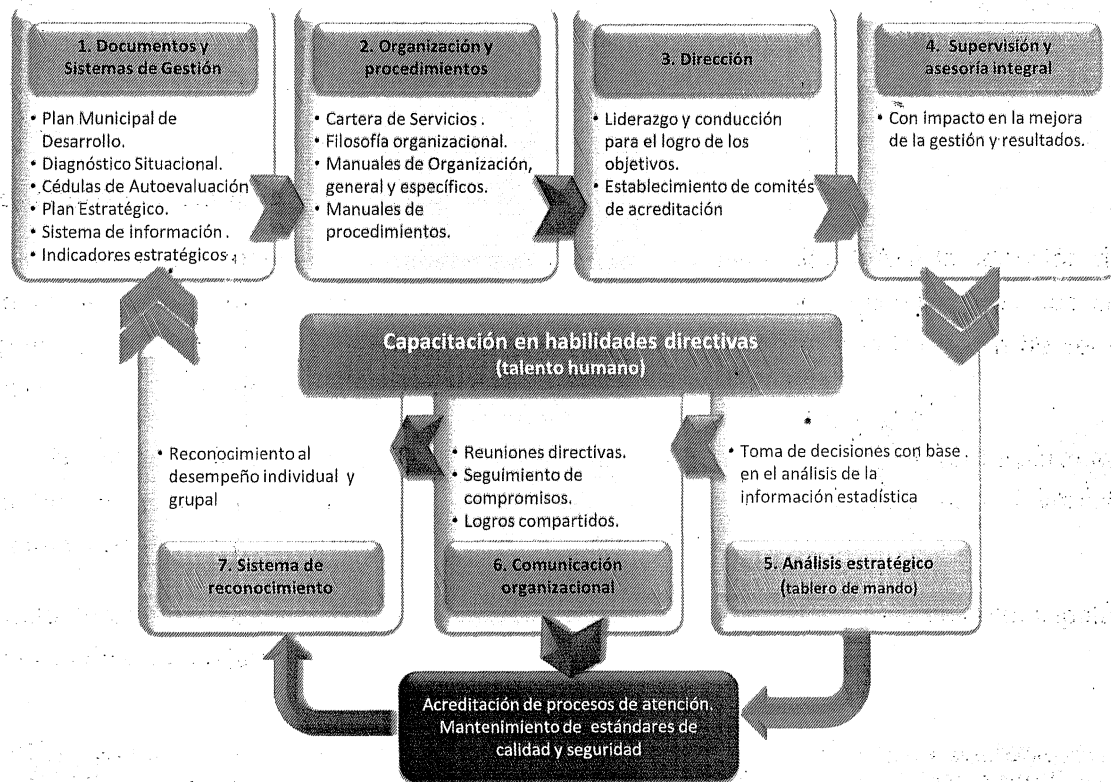 1. Documentos y
Sistemas de Gestión
• Plan Municipal de
Desarrollo.
• Diagnóstico Situacional.
• Cédulas de Autoevaluación
• Plan Estratégico.
• Sistema de información.
• Indicadores estratégicos.
2. Organización y
procedimientos
• Cartera de Servicios.
• Filosofía organizacional.
• Manuales de Organización,
general y específicos.
• Manuales de
procedimientos.
3. Dirección
• Liderazgo y conducción
para el logro de los
objetivos.
• Establecimiento de comités
de acreditación
4. Supervisión y
asesoría integral
• Con impacto en la mejora
de la gestión y resultados.
Capacitación en habilidades directivas
(talento humano)
• Toma de decisiones con base
en el análisis de la
información estadística
5. Análisis estratégico
(tablero de mando)
• Reuniones directivas.
• Seguimiento de
compromisos.
• Logros compartidos.
6. Comunicación
organizacional
• Reconocimiento al
desempeño individual y
grupal
7. Sistema de
reconocimiento
Acreditación de procesos de atención.
Mantenimiento de estándares de
calidad y seguridad